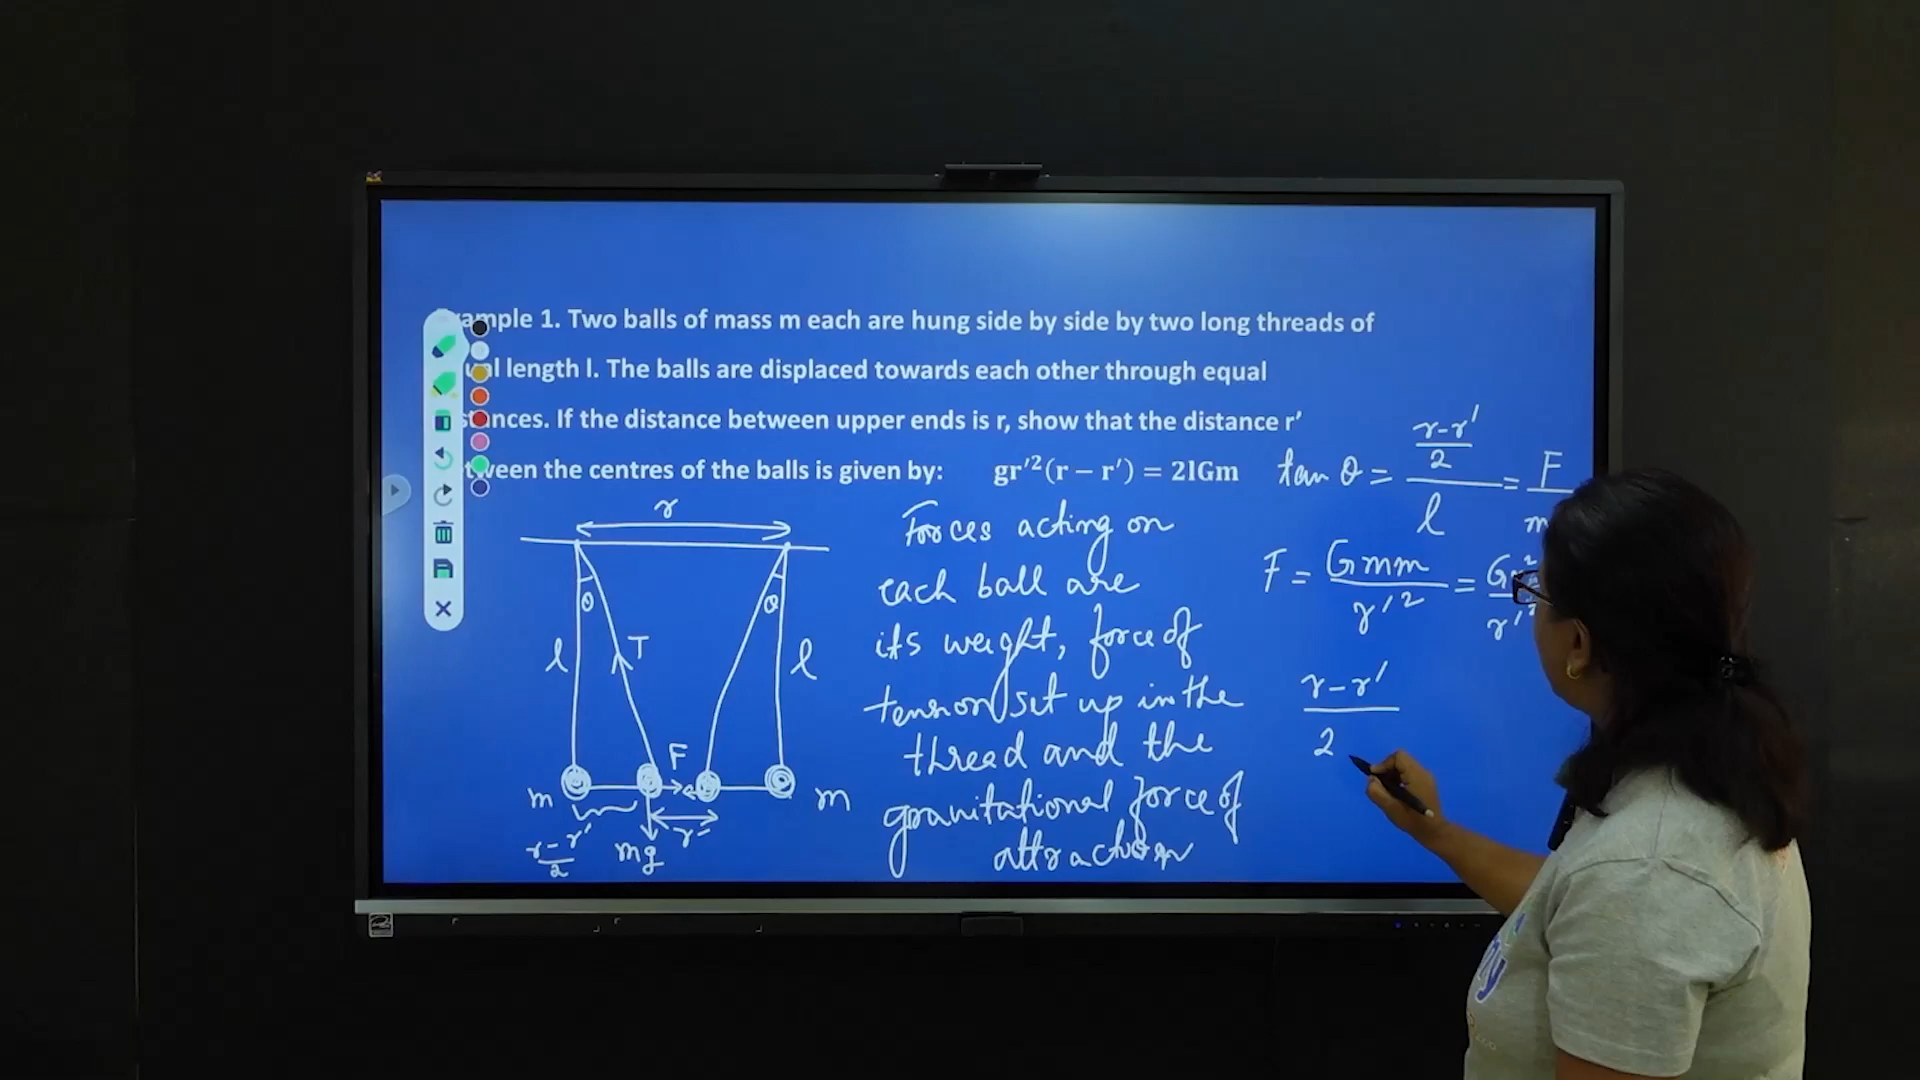 ample 1. Two balls of mass m each are hung side by side by two long threads of
al length l. The balls are displaced towards each other through equal
stances. If the distance between upper ends is r, show that the distance r′
tween the centres of the balls is given by: gr′²(r − r′) = 2lGm
tan θ = (r-r′)/2 / l = F / m
F = Gmm / r′² = G / r′²
r-r′ / 2
r
θ θ
l T l
F
m m
r-r′ / 2 mg r=
Forces acting on
each ball are
its weight, force of
tension set up in the
thread and the
gravitational force of
attraction